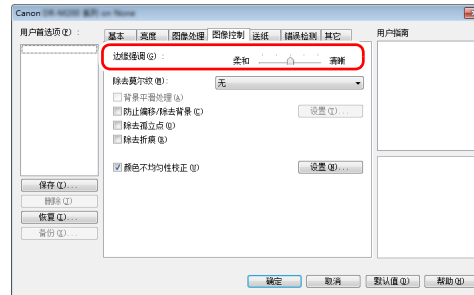 Canon DR-M260 系列 on None
用户首选项(P) :
基本 亮度 图像处理 图像控制 送纸 错误检测 其它
用户指南
边缘强调(G) :
柔和 清晰
除去莫尔纹(M):
无
背景平滑处理(A)
防止偏移/除去背景(C)
设置(T)...
除去孤立点(D)
除去折痕(R)
颜色不均匀性校正(U)
设置(W)...
保存(I)...
删除(J)
恢复(Z)...
备份(X)...
确定
取消
默认值(Q)
帮助(H)